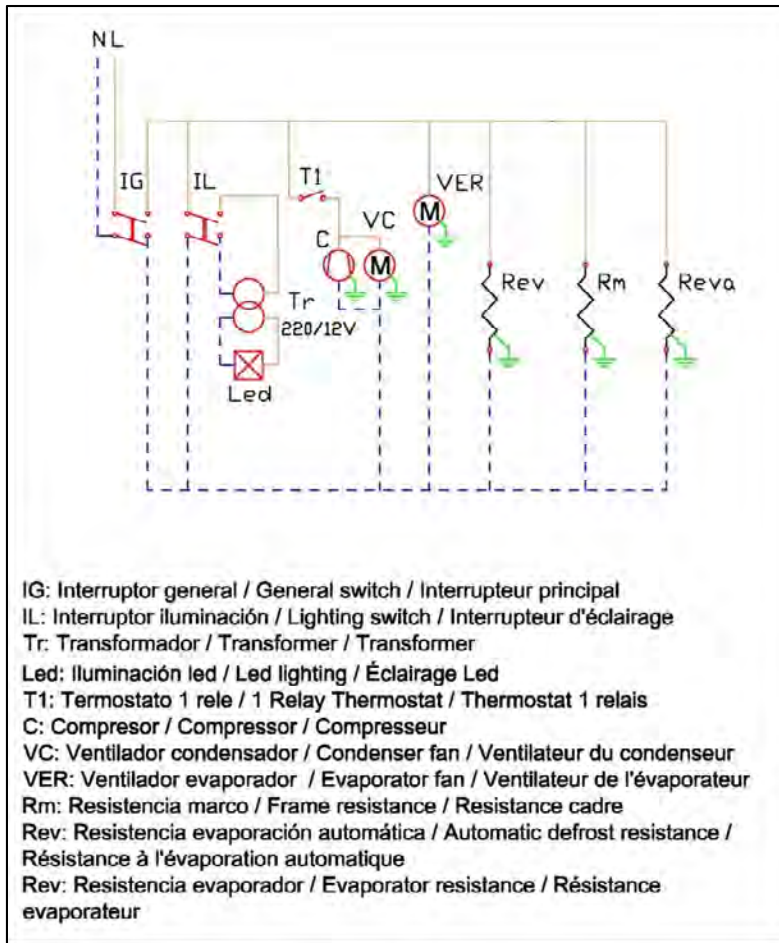 NL
IG
IL
T1
VER
C
VC
M
M
Rev
Rm
Reva
Tr
220/12V
Led
IG: Interruptor general / General switch / Interrupteur principal
IL: Interruptor iluminación / Lighting switch / Interrupteur d'éclairage
Tr: Transformador / Transformer / Transformer
Led: Iluminación led / Led lighting / Éclairage Led
T1: Termostato 1 rele / 1 Relay Thermostat / Thermostat 1 relais
C: Compresor / Compressor / Compresseur
VC: Ventilador condensador / Condenser fan / Ventilateur du condenseur
VER: Ventilador evaporador / Evaporator fan / Ventilateur de l'évaporateur
Rm: Resistencia marco / Frame resistance / Resistance cadre
Rev: Resistencia evaporación automática / Automatic defrost resistance /
Résistance à l'évaporation automatique
Rev: Resistencia evaporador / Evaporator resistance / Résistance
evaporateur